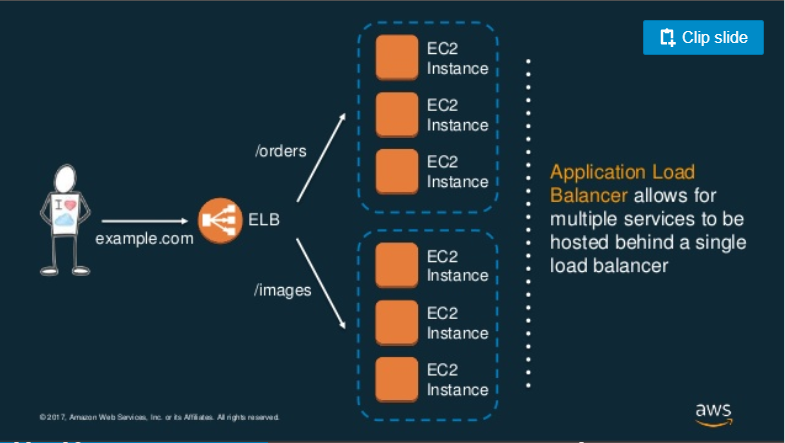 Clip slide
EC2
Instance
EC2
Instance
EC2
Instance
/orders
I
example.com
ELB
/images
EC2
Instance
EC2
Instance
EC2
Instance
Application Load
Balancer allows for
multiple services to be
hosted behind a single
load balancer
© 2017, Amazon Web Services, Inc. or its Affiliates. All rights reserved.
aws